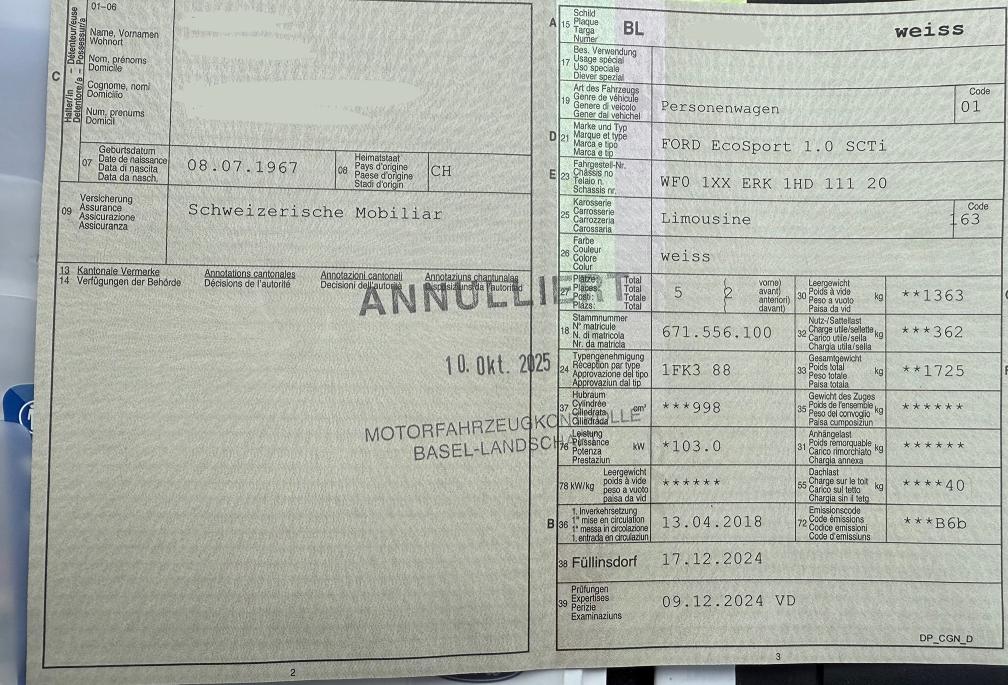 Halter/in – Détenteur/euse
Detentore/a – Possessur/a
C
01–06
Name, Vornamen
Wohnort
Nom, prénoms
Domicile
Cognome, nomi
Domicilio
Num, prenums
Domicil
07
Geburtsdatum
Date de naissance
Data di nascita
Data da nasch.
08.07.1967
08
Heimatstaat
Pays d'origine
Paese d'origine
Stadi d'origin
CH
09
Versicherung
Assurance
Assicurazione
Assicuranza
Schweizerische Mobiliar
13 Kantonale Vermerke Annotations cantonales Annotazioni cantonali Annotaziuns chantunalas
14 Verfügungen der Behörde Décisions de l'autorité Decisioni dell'autorità Disposiziuns da l'autoritad
ANNULLIERT
10. Okt. 2025
MOTORFAHRZEUGKONTROLLE
BASEL-LANDSCHAFT
2
A 15
Schild
Plaque
Targa
Numer
BL
weiss
17
Bes. Verwendung
Usage spécial
Uso speciale
Diever spezial
19
Art des Fahrzeugs
Genre de véhicule
Genere di veicolo
Gener dal vehichel
Personenwagen
Code
01
D 21
Marke und Typ
Marque et type
Marca e tipo
Marca e tip
FORD EcoSport 1.0 SCTi
E 23
Fahrgestell-Nr.
Châssis no
Telaio n.
Schassis nr.
WF0 1XX ERK 1HD 111 20
25
Karosserie
Carrosserie
Carrozzeria
Carossaria
Limousine
Code
163
26
Farbe
Couleur
Colore
Colur
weiss
27
Plätze: Total
Places: Total
Posti: Totale
Plazs: Total
5 2
vorne)
avant)
anteriori)
davant)
30
Leergewicht
Poids à vide
Peso a vuoto
Paisa da vid
kg
**1363
18
Stammnummer
N° matricule
N. di matricola
Nr. da matricla
671.556.100
32
Nutz-/Sattellast
Charge utile/sellette
Carico utile/sella
Chargia utila/sella
kg
***362
24
Typengenehmigung
Réception par type
Approvazione del tipo
Approvaziun dal tip
1FK3 88
33
Gesamtgewicht
Poids total
Peso totale
Paisa totala
kg
**1725
37
Hubraum
Cylindrée
Cilindrata
Cilindrada
cm³
***998
35
Gewicht des Zuges
Poids de l'ensemble
Peso del convoglio
Paisa cumposiziun
kg
******
76
Leistung
Puissance
Potenza
Prestaziun
kW
*103.0
31
Anhängelast
Poids remorquable
Carico rimorchiato
Chargia annexa
kg
******
78 kW/kg
Leergewicht
poids à vide
peso a vuoto
paisa da vid
******
55
Dachlast
Charge sur le toit
Carico sul tetto
Chargia sin il tetg
kg
****40
B 36
1. Inverkehrsetzung
1re mise en circulation
1a messa in circolazione
1. entrada en circulaziun
13.04.2018
72
Emissionscode
Code émissions
Codice emissioni
Code d'emissiuns
***B6b
38 Füllinsdorf
17.12.2024
39
Prüfungen
Expertises
Perizie
Examinaziuns
09.12.2024 VD
DP_CGN_D
3